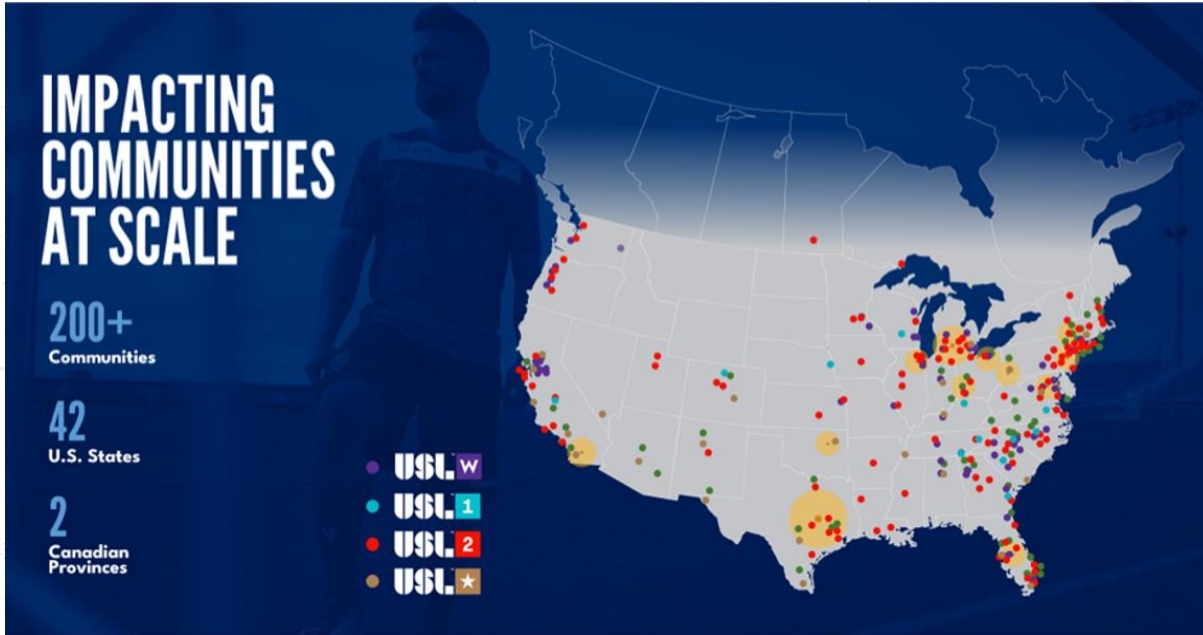 IMPACTING
COMMUNITIES
AT SCALE
200+
Communities
42
U.S. States
2
Canadian
Provinces
USL W
USL 1
USL 2
USL